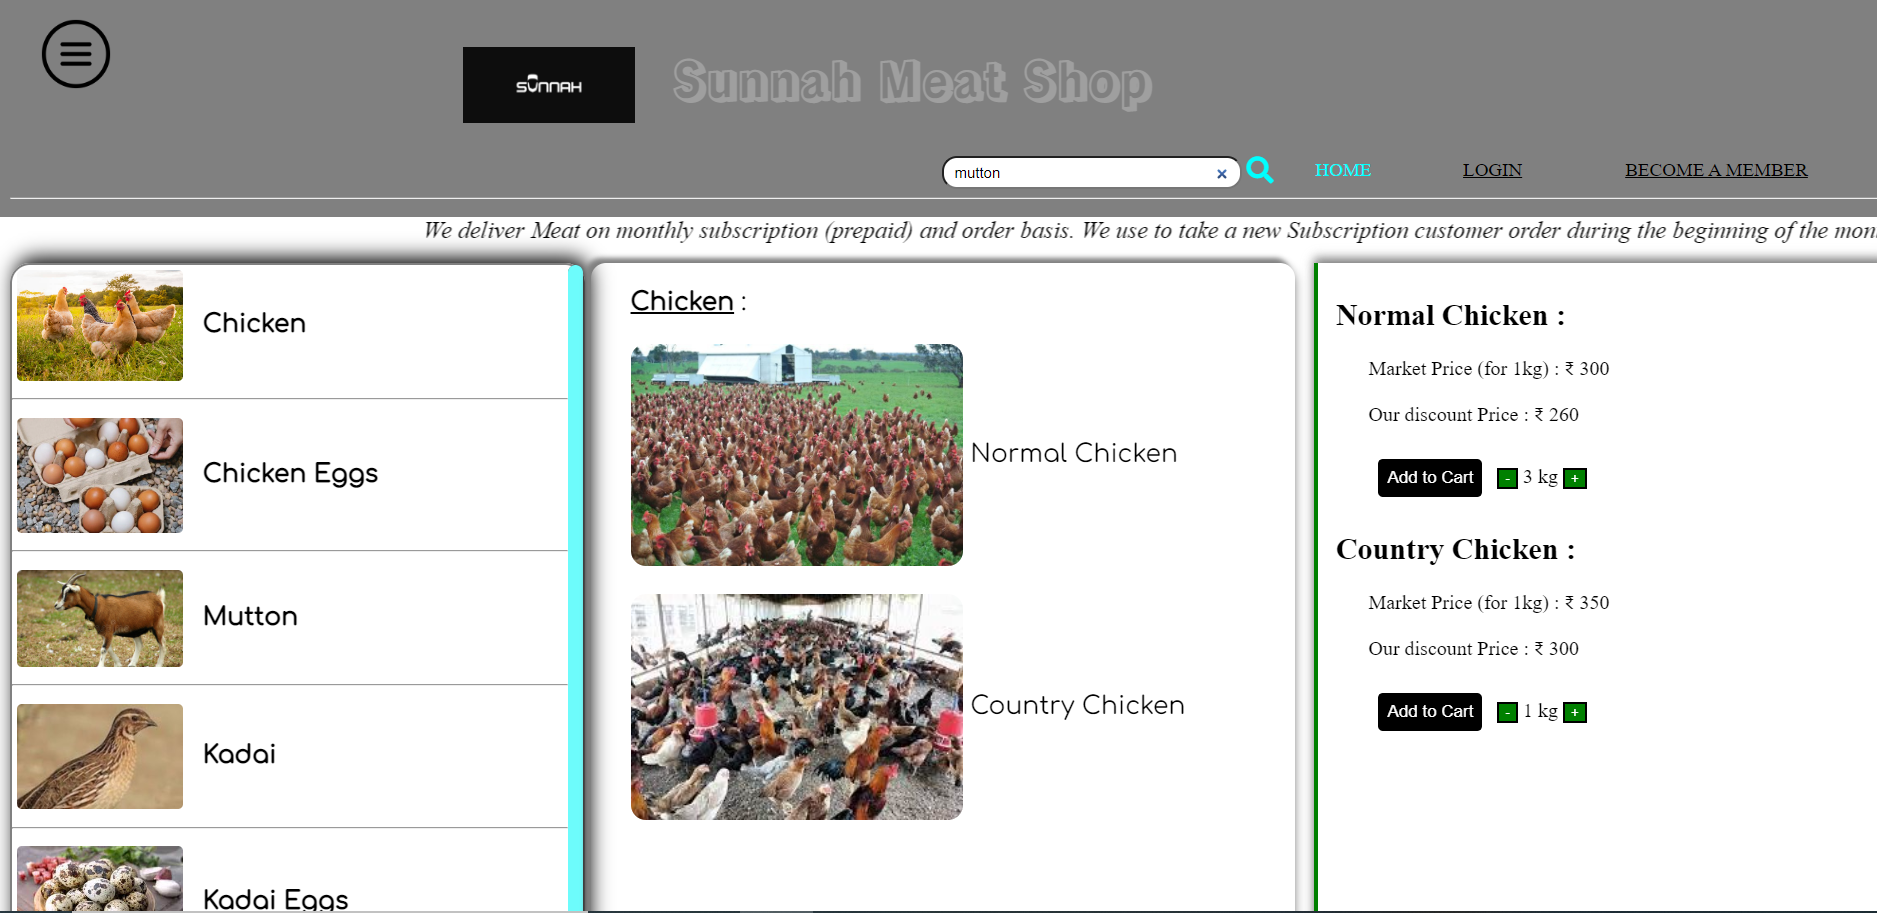 SUNNAH
Sunnah Meat Shop
mutton
HOME
LOGIN
BECOME A MEMBER
We deliver Meat on monthly subscription (prepaid) and order basis. We use to take a new Subscription customer order during the beginning of the
Chicken
Chicken Eggs
Mutton
Kadai
Kadai Eggs
Chicken :
Normal Chicken
Country Chicken
Normal Chicken :
Market Price (for 1kg) : ₹ 300
Our discount Price : ₹ 260
Add to Cart - 3 kg +
Country Chicken :
Market Price (for 1kg) : ₹ 350
Our discount Price : ₹ 300
Add to Cart - 1 kg +